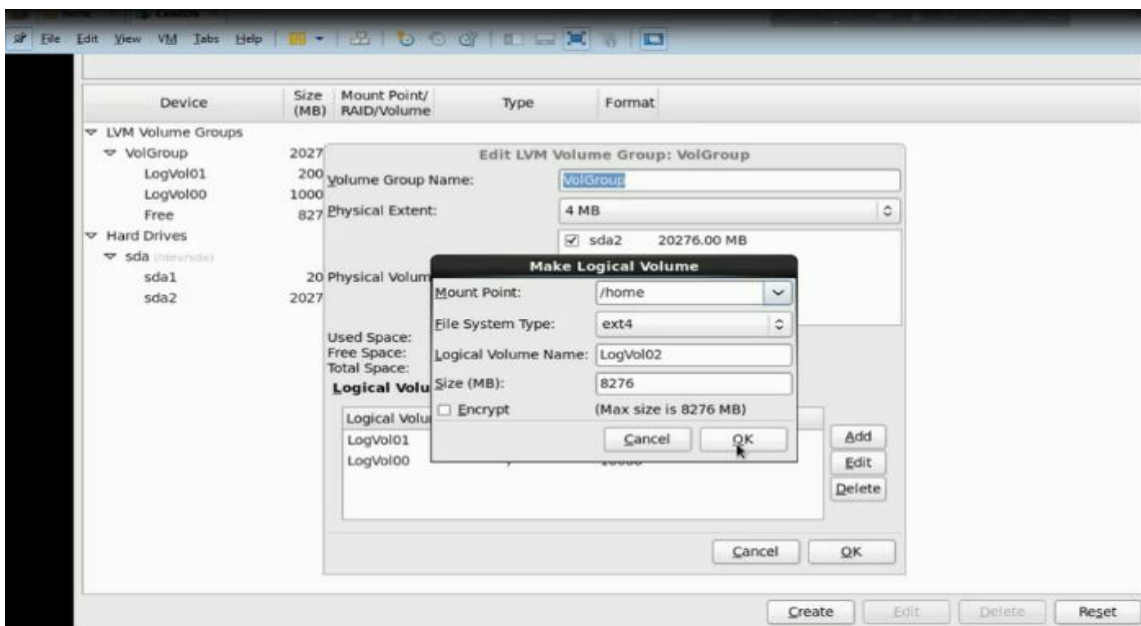 File Edit View VM Tabs Help
Device Size (MB) Mount Point/ RAID/Volume Type Format
LVM Volume Groups
VolGroup 2027
LogVol01 200
LogVol00 1000
Free 827
Hard Drives
sda (/dev/sda)
sda1 20
sda2 2027
Edit LVM Volume Group: VolGroup
Volume Group Name: VolGroup
Physical Extent: 4 MB
sda2 20276.00 MB
Physical Volum
Used Space:
Free Space:
Total Space:
Logical Volu
Logical Volu
LogVol01
LogVol00
Add
Edit
Delete
Cancel OK
Make Logical Volume
Mount Point: /home
File System Type: ext4
Logical Volume Name: LogVol02
Size (MB): 8276
Encrypt (Max size is 8276 MB)
Cancel OK
Create Edit Delete Reset